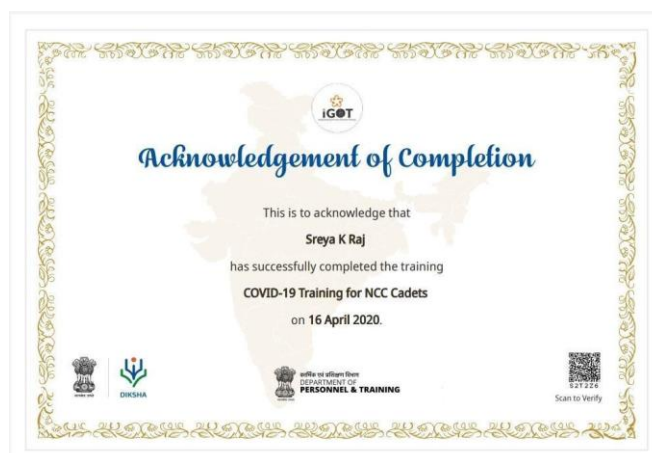 iGOT
Acknowledgement of Completion
This is to acknowledge that
Sreya K Raj
has successfully completed the training
COVID-19 Training for NCC Cadets
on 16 April 2020.
DIKSHA
कार्मिक एवं प्रशिक्षण विभाग
DEPARTMENT OF
PERSONNEL & TRAINING
S2T2Z6
Scan to Verify